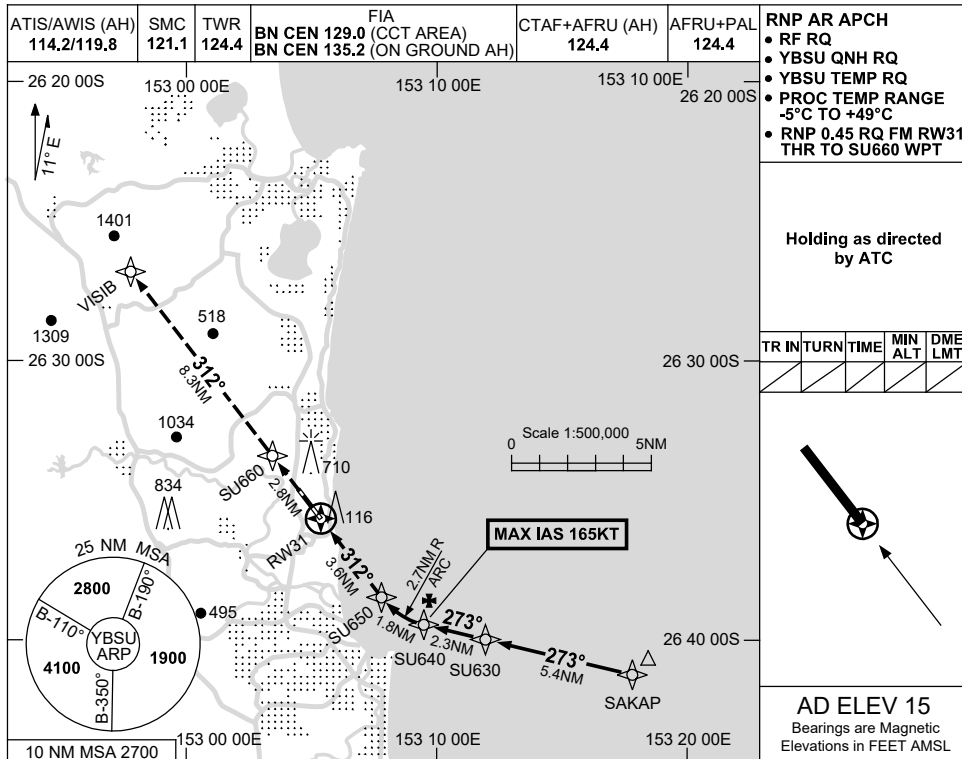 ATIS/AWIS (AH)
114.2/119.8
SMC
121.1
TWR
124.4
FIA
BN CEN 129.0 (CCT AREA)
BN CEN 135.2 (ON GROUND AH)
CTAF+AFRU (AH)
124.4
AFRU+PAL
124.4
RNP AR APCH
• RF RQ
• YBSU QNH RQ
• YBSU TEMP RQ
• PROC TEMP RANGE
-5°C TO +49°C
• RNP 0.45 RQ FM RW31
THR TO SU660 WPT
Holding as directed
by ATC
TR IN
TURN
TIME
MIN
ALT
DME
LMT
26 20 00S
153 00 00E
153 10 00E
26 20 00S
11° E
1401
VISIB
1309
518
26 30 00S
26 30 00S
312°
8.3NM
1034
Scale 1:500,000
0
5NM
710
SU660
2.8NM
834
116
RW31
MAX IAS 165KT
312°
3.6NM
2.7NM R
ARC
25 NM MSA
2800
B-190°
B-110°
YBSU
ARP
4100
1900
B-350°
495
SU650
1.8NM
273°
2.3NM
SU640
SU630
273°
5.4NM
26 40 00S
SAKAP
10 NM MSA 2700
153 00 00E
153 10 00E
153 20 00E
AD ELEV 15
Bearings are Magnetic
Elevations in FEET AMSL